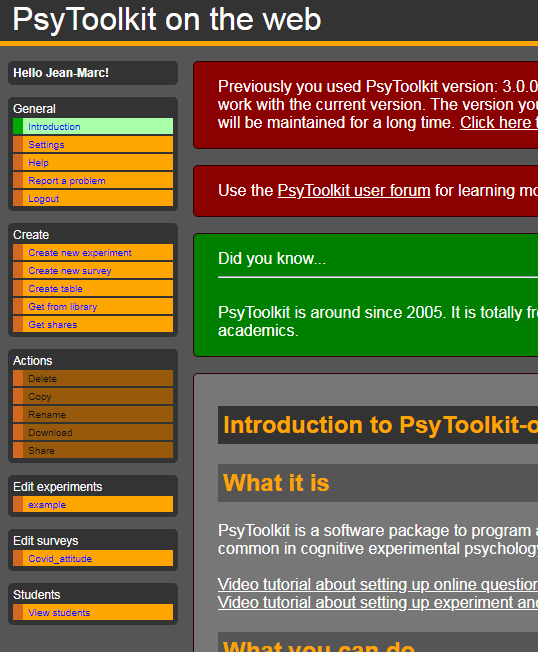 PsyToolkit on the web
Hello Jean-Marc!
General
Introduction
Settings
Help
Report a problem
Logout
Create
Create new experiment
Create new survey
Create table
Get from library
Get shares
Actions
Delete
Copy
Rename
Download
Share
Edit experiments
example
Edit surveys
Covid_attitude
Students
View students
Previously you used PsyToolkit version: 3.0.0
work with the current version. The version you
will be maintained for a long time. Click here
Use the PsyToolkit user forum for learning mo
Did you know...
PsyToolkit is around since 2005. It is totally fr
academics.
Introduction to PsyToolkit-o
What it is
PsyToolkit is a software package to program a
common in cognitive experimental psychology
Video tutorial about setting up online question
Video tutorial about setting up experiment and
What you can do